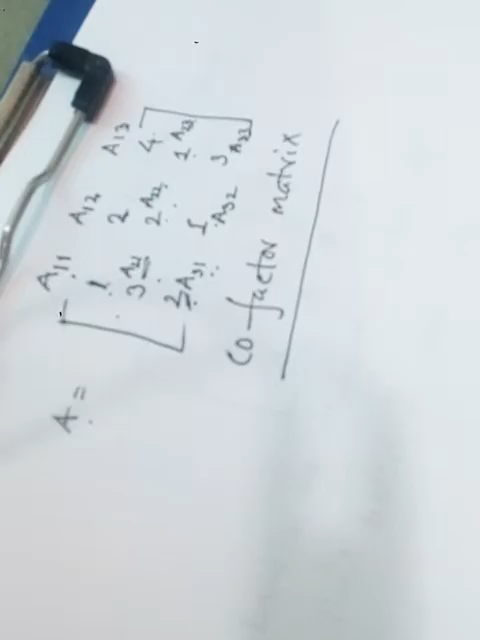 A11 A12 A13
A = 1 2 4
3 A21 2 A22 1 A23
2 A31 1 A32 3 A33
Co-factor matrix